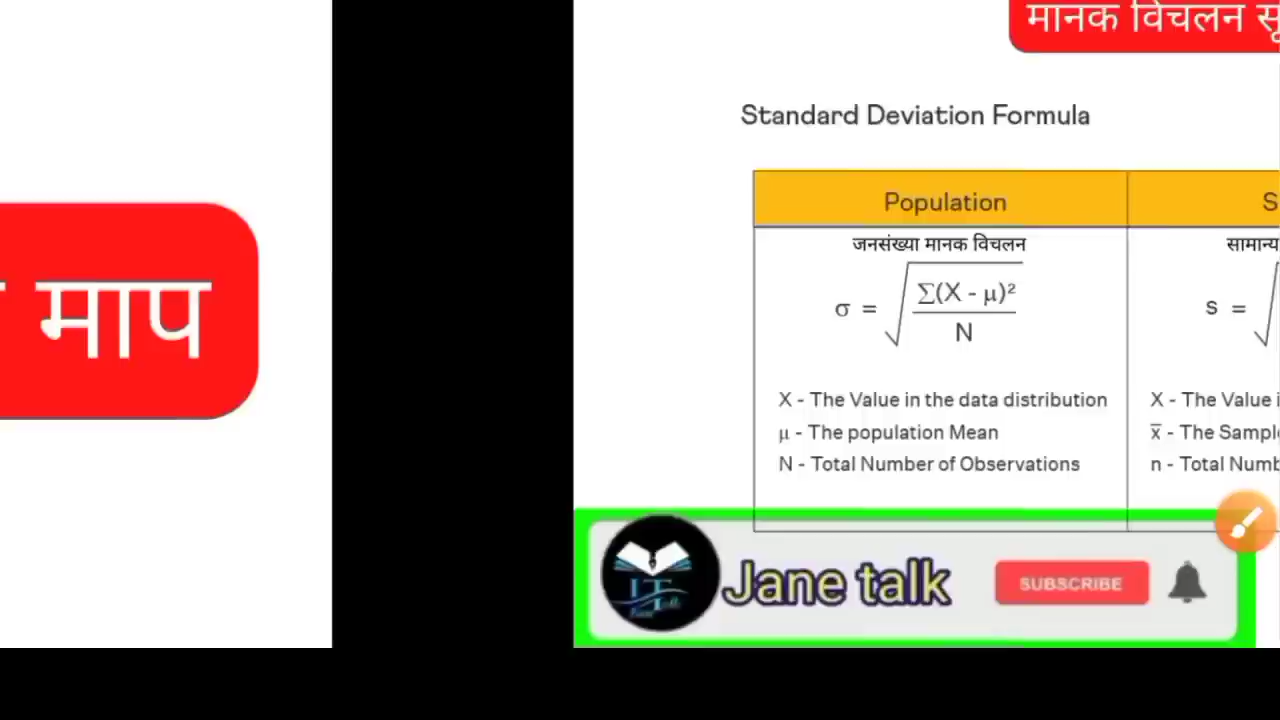 माप
मानक विचलन
Standard Deviation Formula
Population
जनसंख्या मानक विचलन
सामान्य
σ = √(∑(X - μ)² / N)
s = √
X - The Value in the data distribution
μ - The population Mean
N - Total Number of Observations
X - The Value
x̅ - The Sampl
n - Total Numb
Jane talk
SUBSCRIBE